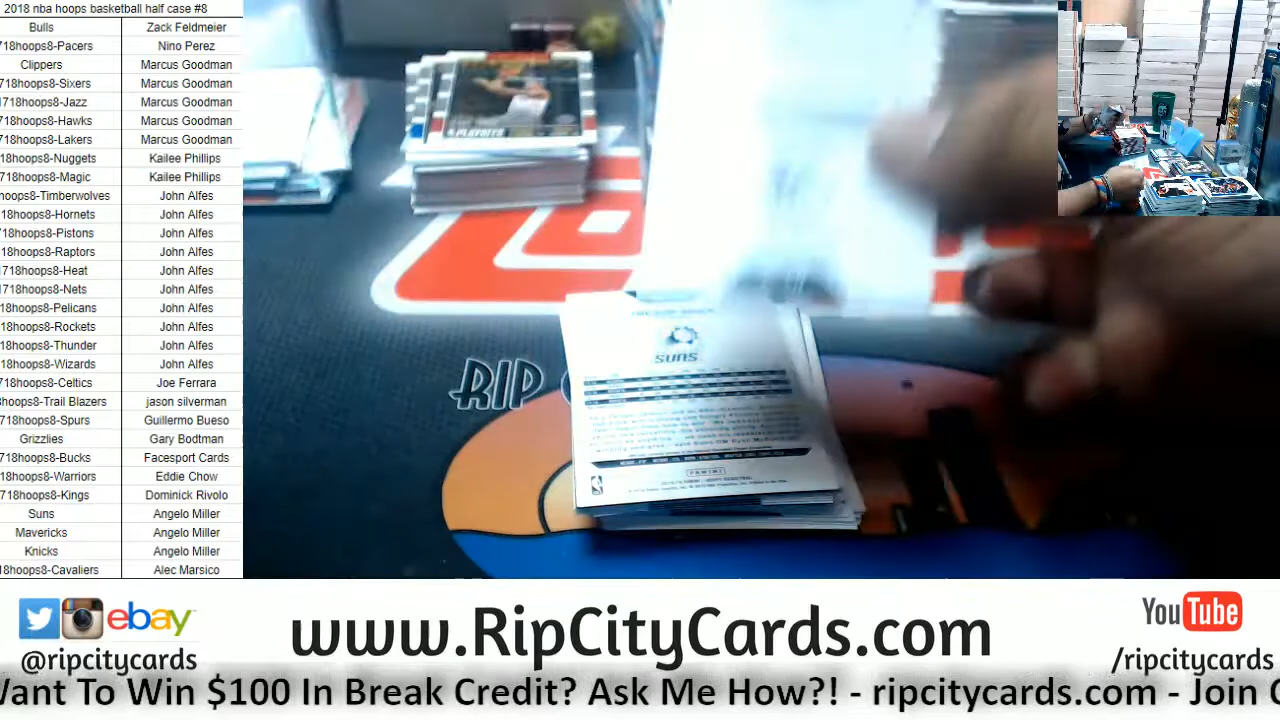 2018 nba hoops basketball half case #8
Bulls Zack Feldmeier
718hoops8-Pacers Nino Perez
Clippers Marcus Goodman
718hoops8-Sixers Marcus Goodman
1718hoops8-Jazz Marcus Goodman
718hoops8-Hawks Marcus Goodman
718hoops8-Lakers Marcus Goodman
18hoops8-Nuggets Kailee Phillips
718hoops8-Magic Kailee Phillips
hoops8-Timberwolves John Alfes
18hoops8-Hornets John Alfes
718hoops8-Pistons John Alfes
18hoops8-Raptors John Alfes
1718hoops8-Heat John Alfes
1718hoops8-Nets John Alfes
18hoops8-Pelicans John Alfes
18hoops8-Rockets John Alfes
18hoops8-Thunder John Alfes
18hoops8-Wizards John Alfes
718hoops8-Celtics Joe Ferrara
hoops8-Trail Blazers jason silverman
718hoops8-Spurs Guillermo Bueso
Grizzlies Gary Bodtman
718hoops8-Bucks Facesport Cards
18hoops8-Warriors Eddie Chow
718hoops8-Kings Dominick Rivolo
Suns Angelo Miller
Mavericks Angelo Miller
Knicks Angelo Miller
18hoops8-Cavaliers Alec Marsico
PLAYOFFS
RIP
SUNS
PANINI
ebay
@ripcitycards
www.RipCityCards.com
YouTube
/ripcitycards
Want To Win $100 In Break Credit? Ask Me How?! - ripcitycards.com - Join